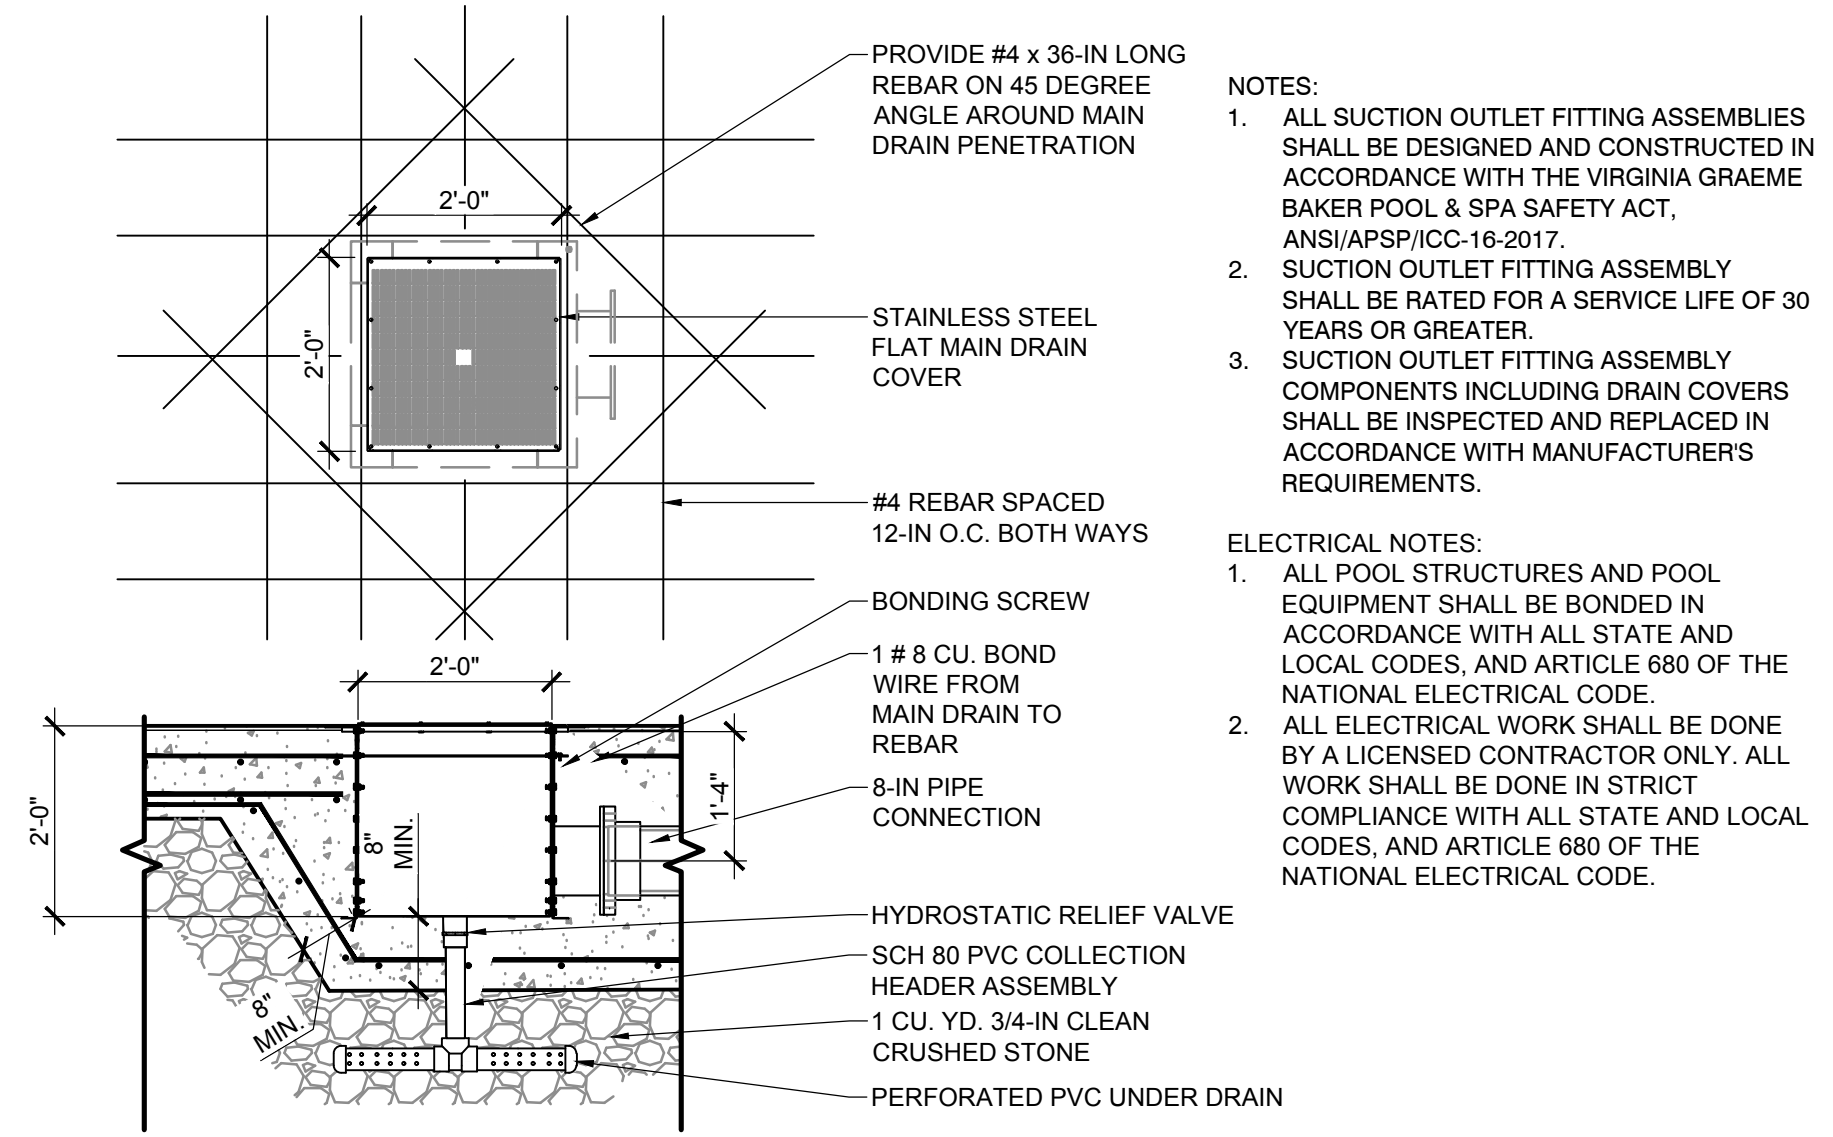 PROVIDE #4 x 36-IN LONG
REBAR ON 45 DEGREE
ANGLE AROUND MAIN
DRAIN PENETRATION
2'-0"
2'-0"
STAINLESS STEEL
FLAT MAIN DRAIN
COVER
#4 REBAR SPACED
12-IN O.C. BOTH WAYS
BONDING SCREW
1 # 8 CU. BOND
WIRE FROM
MAIN DRAIN TO
REBAR
8-IN PIPE
CONNECTION
2'-0"
2'-0"
1'-4"
8"
MIN.
8"
MIN.
HYDROSTATIC RELIEF VALVE
SCH 80 PVC COLLECTION
HEADER ASSEMBLY
1 CU. YD. 3/4-IN CLEAN
CRUSHED STONE
PERFORATED PVC UNDER DRAIN
NOTES:
1. ALL SUCTION OUTLET FITTING ASSEMBLIES
SHALL BE DESIGNED AND CONSTRUCTED IN
ACCORDANCE WITH THE VIRGINIA GRAEME
BAKER POOL & SPA SAFETY ACT,
ANSI/APSP/ICC-16-2017.
2. SUCTION OUTLET FITTING ASSEMBLY
SHALL BE RATED FOR A SERVICE LIFE OF 30
YEARS OR GREATER.
3. SUCTION OUTLET FITTING ASSEMBLY
COMPONENTS INCLUDING DRAIN COVERS
SHALL BE INSPECTED AND REPLACED IN
ACCORDANCE WITH MANUFACTURER'S
REQUIREMENTS.
ELECTRICAL NOTES:
1. ALL POOL STRUCTURES AND POOL
EQUIPMENT SHALL BE BONDED IN
ACCORDANCE WITH ALL STATE AND
LOCAL CODES, AND ARTICLE 680 OF THE
NATIONAL ELECTRICAL CODE.
2. ALL ELECTRICAL WORK SHALL BE DONE
BY A LICENSED CONTRACTOR ONLY. ALL
WORK SHALL BE DONE IN STRICT
COMPLIANCE WITH ALL STATE AND LOCAL
CODES, AND ARTICLE 680 OF THE
NATIONAL ELECTRICAL CODE.